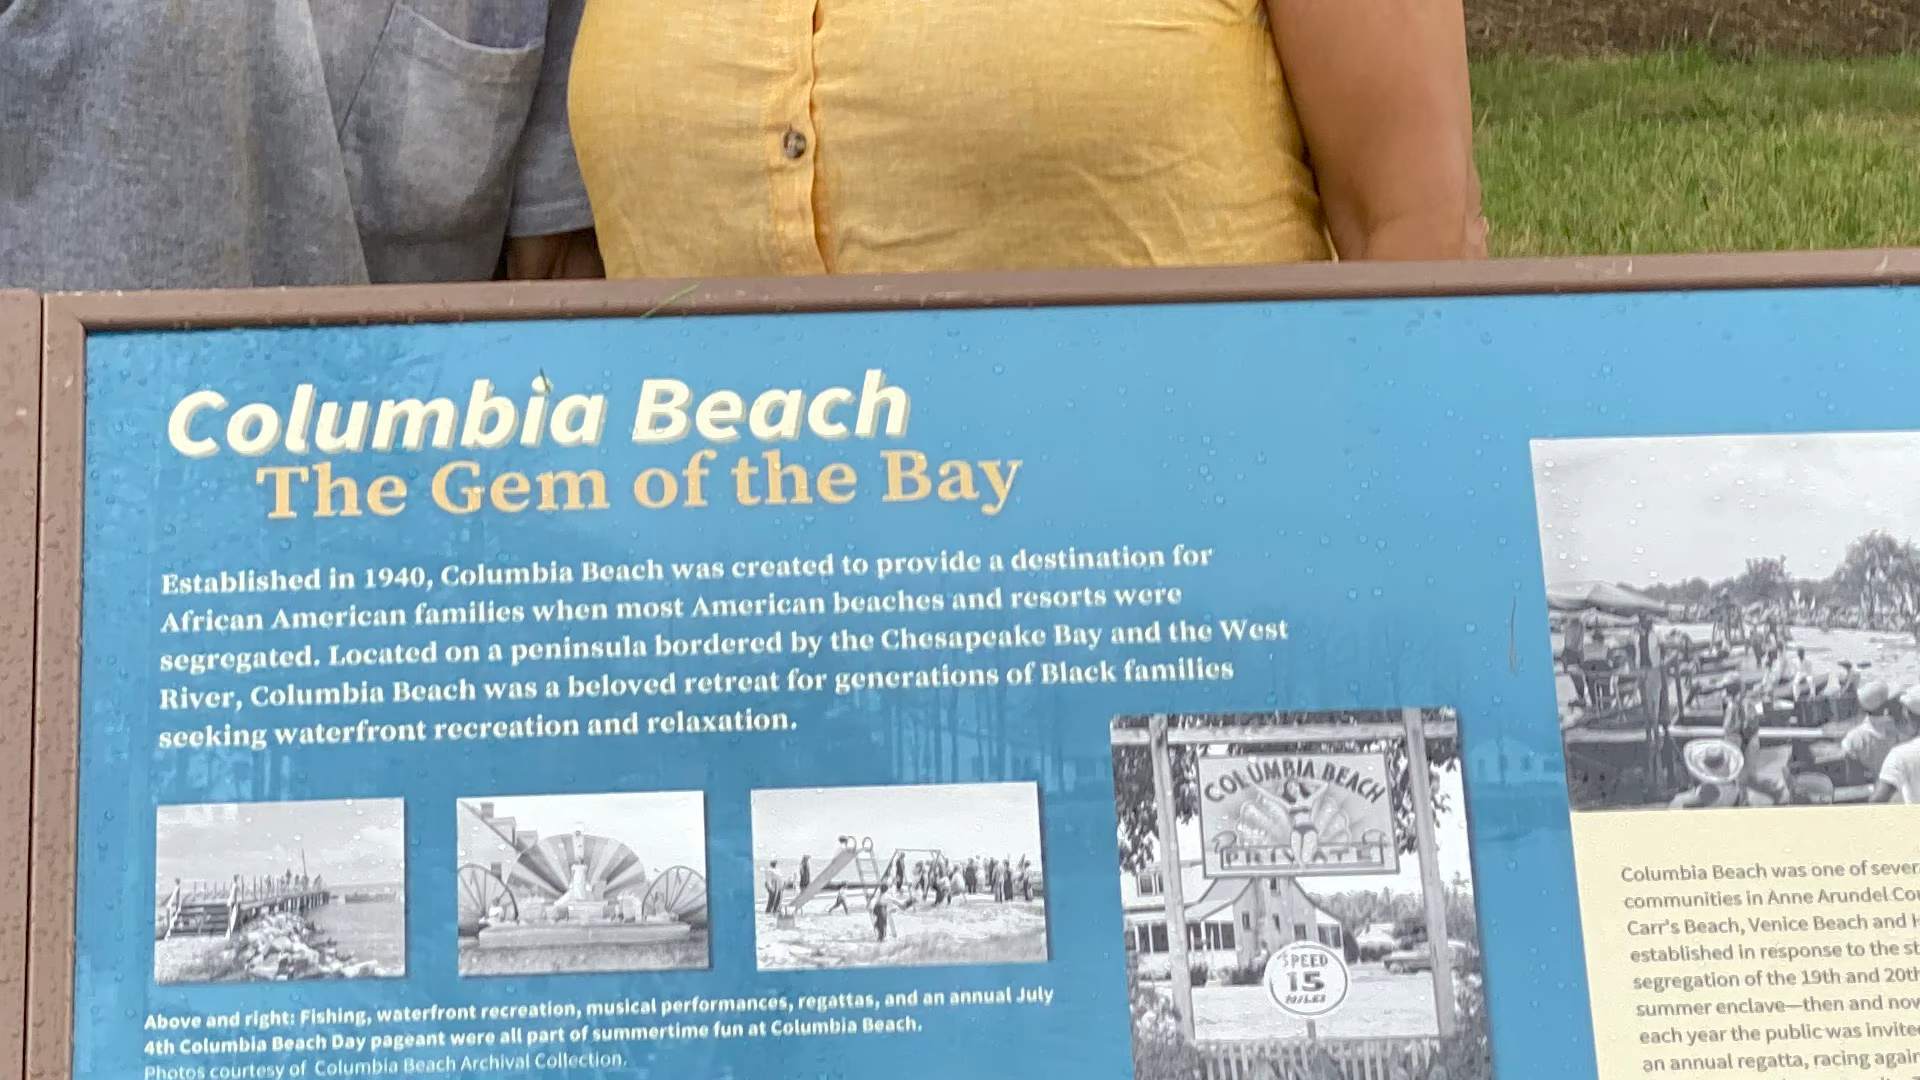 Columbia Beach
The Gem of the Bay
Established in 1940, Columbia Beach was created to provide a destination for
African American families when most American beaches and resorts were
segregated. Located on a peninsula bordered by the Chesapeake Bay and the West
River, Columbia Beach was a beloved retreat for generations of Black families
seeking waterfront recreation and relaxation.
COLUMBIA BEACH
PRIVATE
SPEED
15
MILES
Above and right: Fishing, waterfront recreation, musical performances, regattas, and an annual July
4th Columbia Beach Day pageant were all part of summertime fun at Columbia Beach.
Photos courtesy of Columbia Beach Archival Collection.
Columbia Beach was one of
communities in Anne Arundel
Carr's Beach, Venice Beach and
established in response to the
segregation of the 19th and
summer enclave—then and
each year the public was
an annual regatta, racing